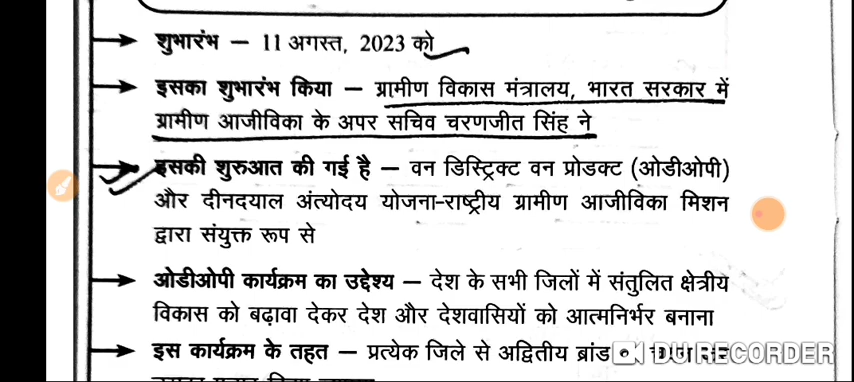 शुभारंभ – 11 अगस्त, 2023 को
इसका शुभारंभ किया – ग्रामीण विकास मंत्रालय, भारत सरकार में
ग्रामीण आजीविका के अपर सचिव चरणजीत सिंह ने
इसकी शुरुआत की गई है – वन डिस्ट्रिक्ट वन प्रोडक्ट (ओडीओपी)
और दीनदयाल अंत्योदय योजना-राष्ट्रीय ग्रामीण आजीविका मिशन
द्वारा संयुक्त रूप से
ओडीओपी कार्यक्रम का उद्देश्य – देश के सभी जिलों में संतुलित क्षेत्रीय
विकास को बढ़ावा देकर देश और देशवासियों को आत्मनिर्भर बनाना
इस कार्यक्रम के तहत – प्रत्येक जिले से अद्वितीय ब्रांड
DU RECORDER